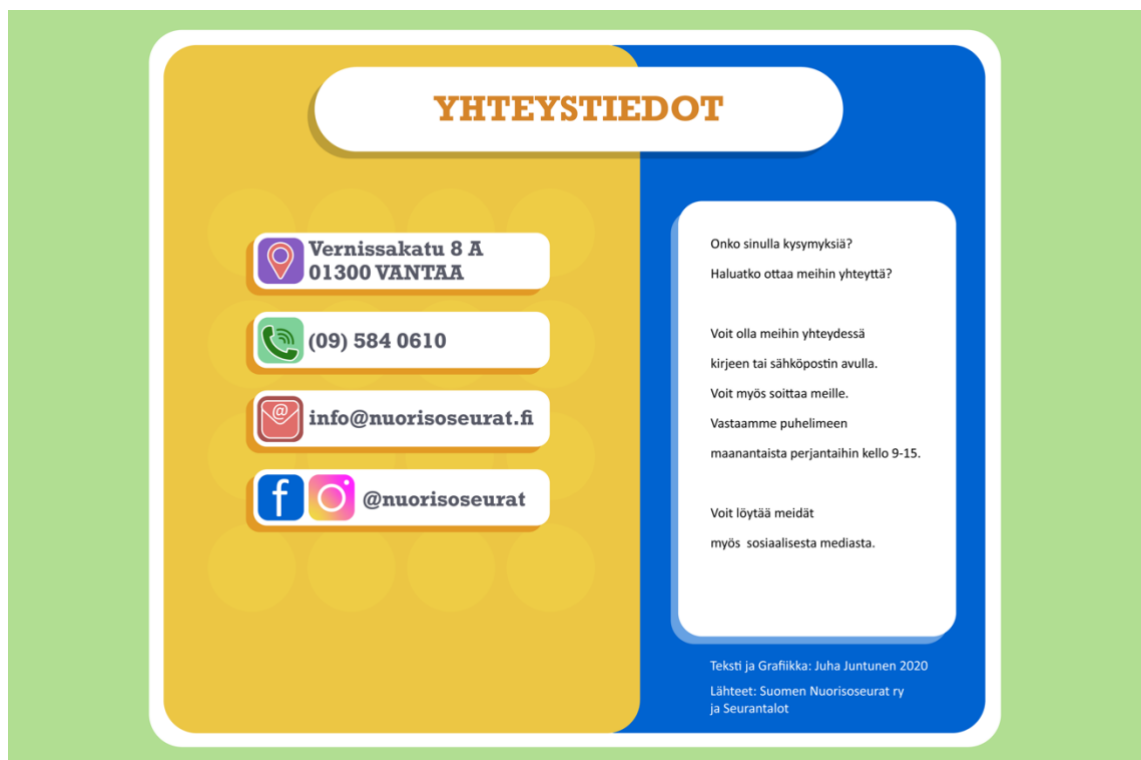 YHTEYSTIEDOT
Vernissakatu 8 A
01300 VANTAA
(09) 584 0610
@
info@nuorisoseurat.fi
f
@nuorisoseurat
Onko sinulla kysymyksiä?
Haluatko ottaa meihin yhteyttä?
Voit olla meihin yhteydessä
kirjeen tai sähköpostin avulla.
Voit myös soittaa meille.
Vastaamme puhelimeen
maanantaista perjantaihin kello 9-15.
Voit löytää meidät
myös  sosiaalisesta mediasta.
Teksti ja Grafiikka: Juha Juntunen 2020
Lähteet: Suomen Nuorisoseurat ry
ja Seurantalot